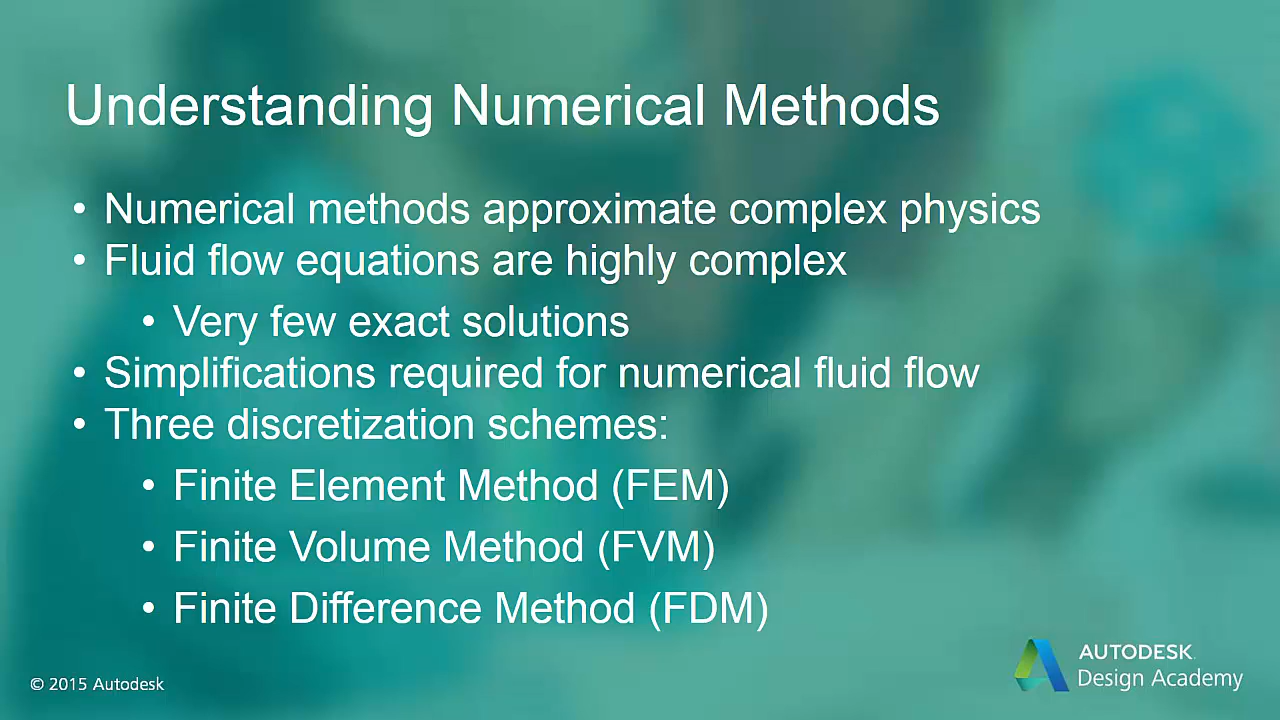 Understanding Numerical Methods
• Numerical methods approximate complex physics
• Fluid flow equations are highly complex
• Very few exact solutions
• Simplifications required for numerical fluid flow
• Three discretization schemes:
• Finite Element Method (FEM)
• Finite Volume Method (FVM)
• Finite Difference Method (FDM)
© 2015 Autodesk
AUTODESK
Design Academy